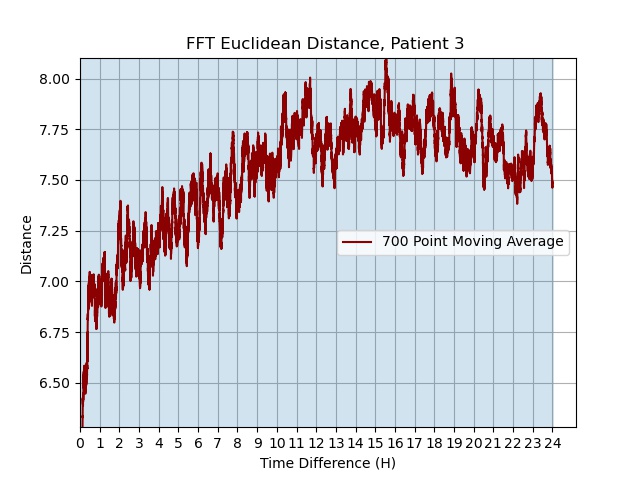 FFT Euclidean Distance, Patient 3
8.00
7.75
7.50
7.25
7.00
6.75
6.50
Distance
700 Point Moving Average
0 1 2 3 4 5 6 7 8 9 10 11 12 13 14 15 16 17 18 19 20 21 22 23 24
Time Difference (H)